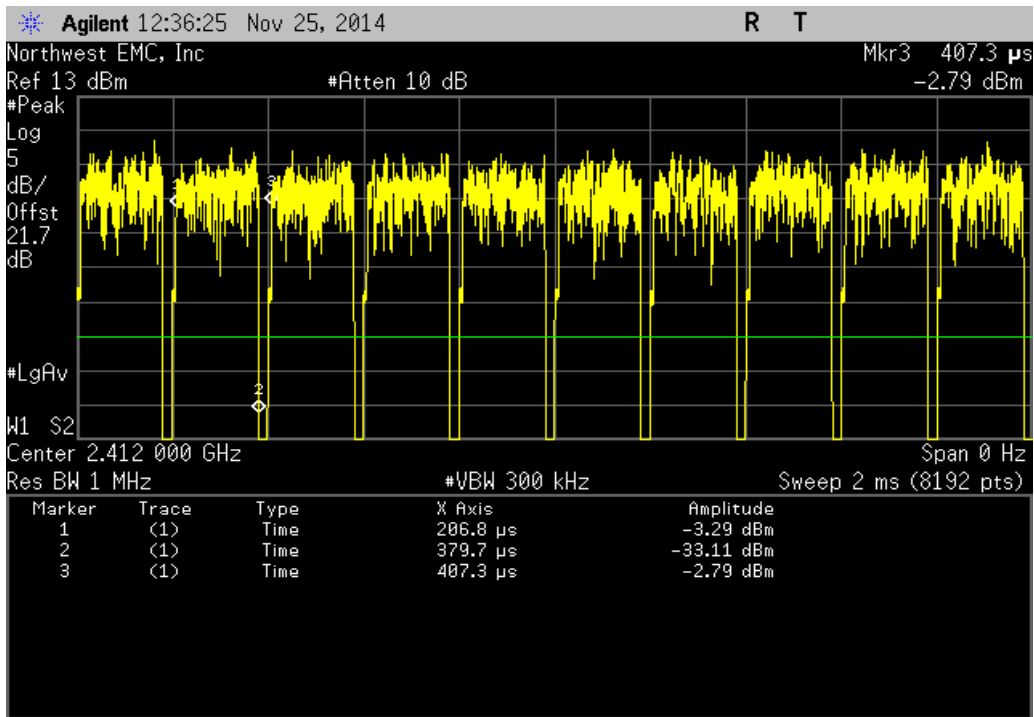 Agilent 12:36:25 Nov 25, 2014 R T
Northwest EMC, Inc Mkr3 407.3 µs
Ref 13 dBm #Atten 10 dB -2.79 dBm
#Peak
Log
5
dB/
Offst
21.7
dB
1
3
2
#LgAv
W1 S2
Center 2.412 000 GHz Span 0 Hz
Res BW 1 MHz #VBW 300 kHz Sweep 2 ms (8192 pts)
Marker Trace Type X Axis Amplitude
1 (1) Time 206.8 µs -3.29 dBm
2 (1) Time 379.7 µs -33.11 dBm
3 (1) Time 407.3 µs -2.79 dBm